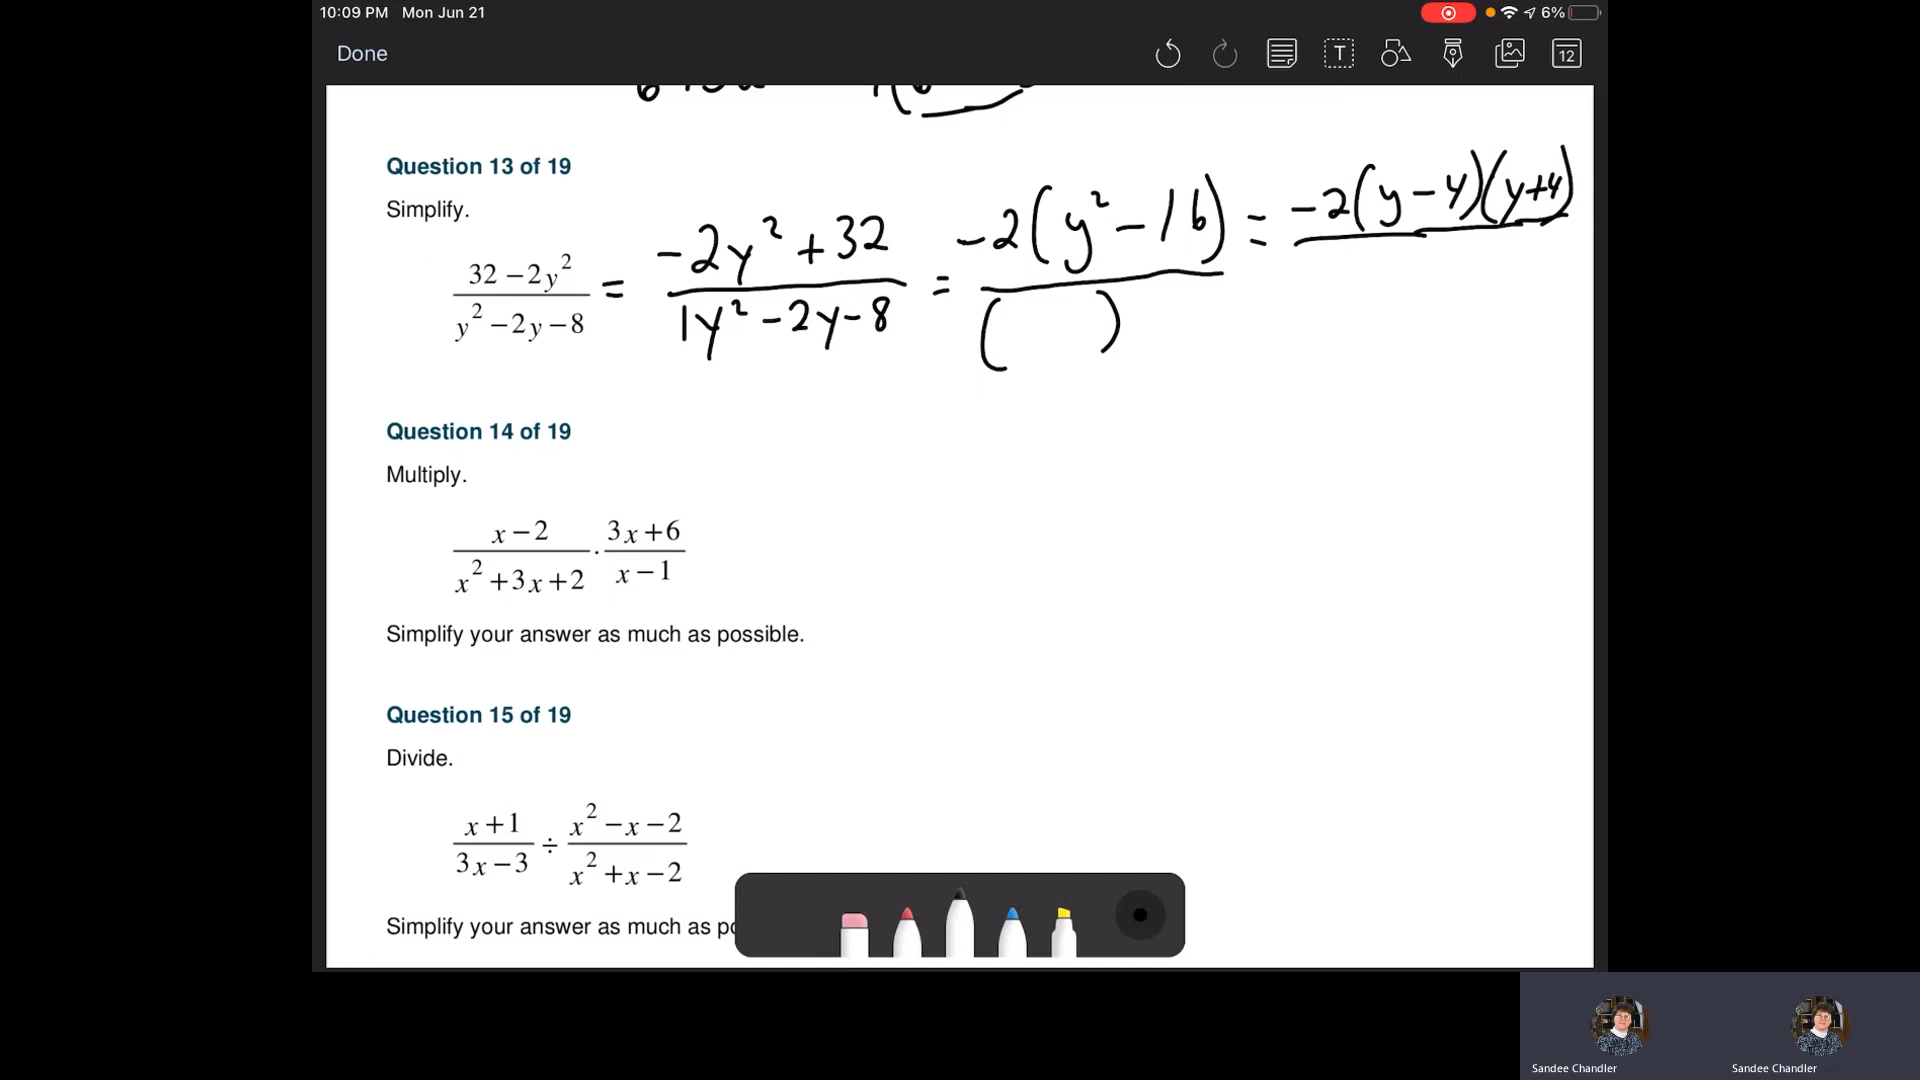 10:09 PM Mon Jun 21
6%
Done
T
12
Question 13 of 19
Simplify.
32 − 2y² / y² − 2y − 8 = −2y² + 32 / 1y² − 2y − 8 = −2(y² − 16) / ( ) = −2(y − 4)(y + 4)
Question 14 of 19
Multiply.
x − 2 / x² + 3x + 2 · 3x + 6 / x − 1
Simplify your answer as much as possible.
Question 15 of 19
Divide.
x + 1 / 3x − 3 ÷ x² − x − 2 / x² + x − 2
Simplify your answer as much as
Sandee Chandler
Sandee Chandler